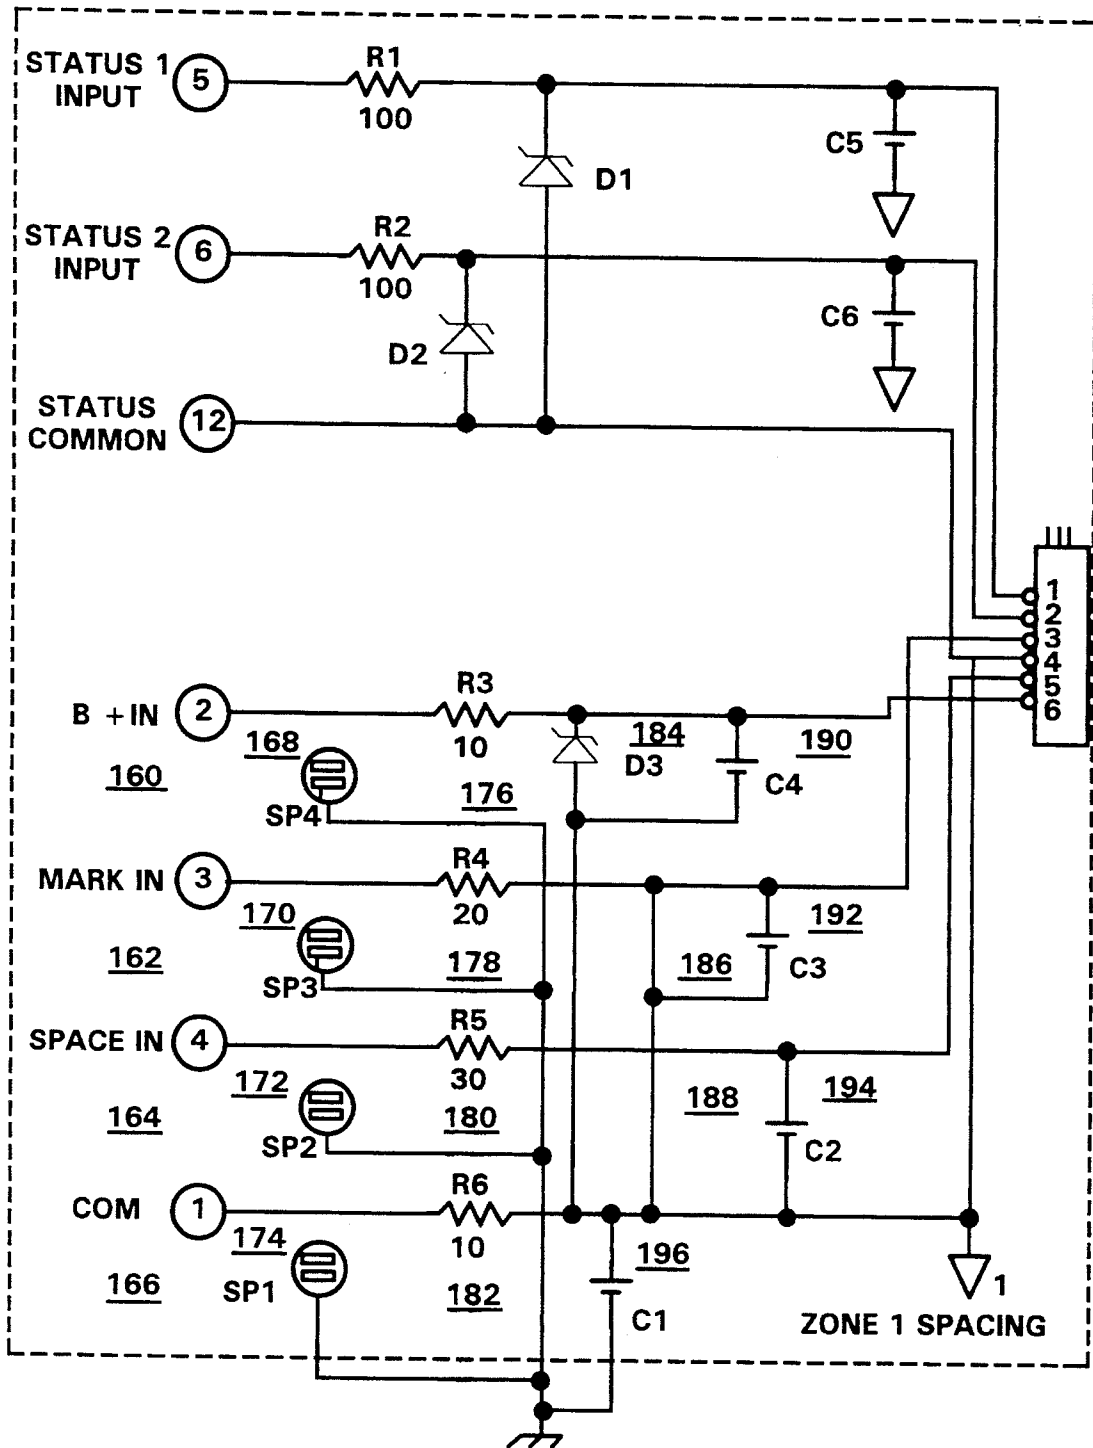 STATUS 1
INPUT
5
R1
100
D1
C5
STATUS 2
INPUT
6
R2
100
D2
C6
STATUS
COMMON
12
1
2
3
4
5
6
B +IN
2
R3
10
168
160
SP4
176
184
D3
190
C4
MARK IN
3
R4
20
170
162
SP3
178
186
192
C3
SPACE IN
4
R5
30
172
164
SP2
180
188
194
C2
COM
1
R6
10
174
166
SP1
182
196
C1
1
ZONE 1 SPACING